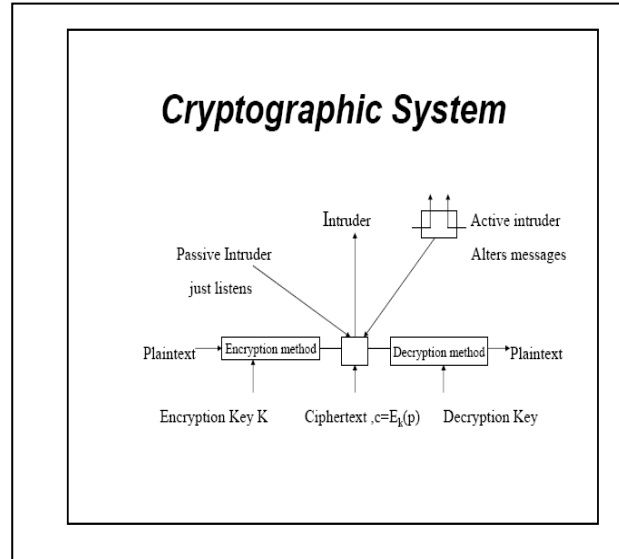 Cryptographic System
Intruder
Active intruder
Alters messages
Passive Intruder
just listens
Plaintext
Encryption method
Decryption method
Plaintext
Encryption Key K
Ciphertext ,c=Ek(p)
Decryption Key